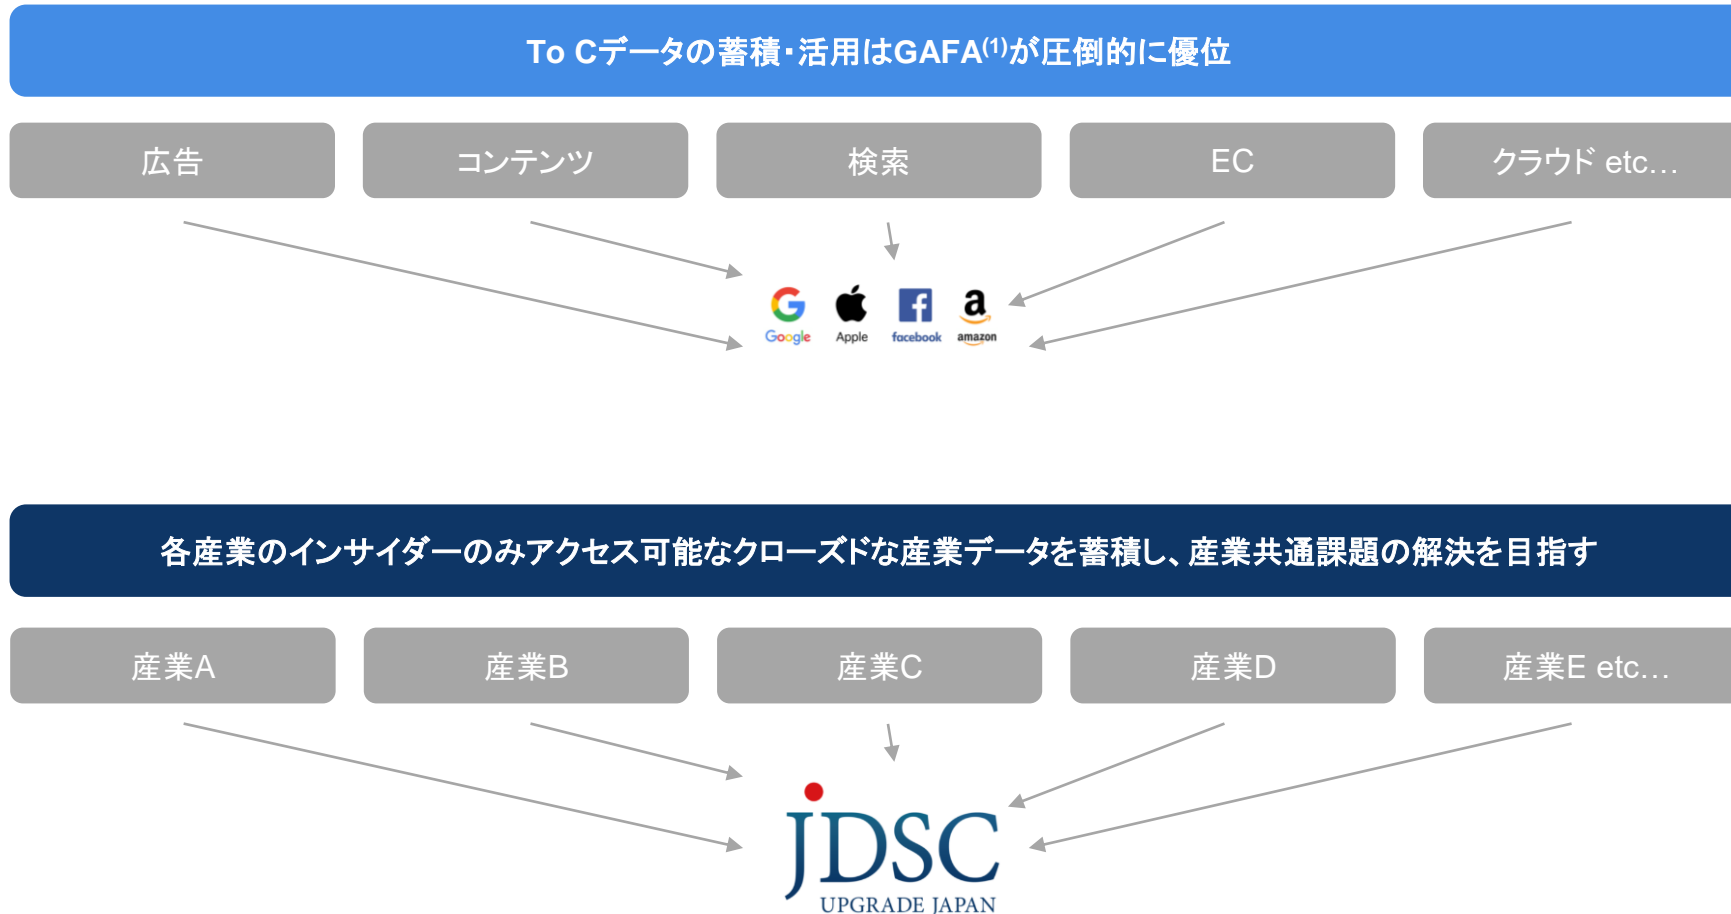 To Cデータの蓄積・活用はGAFA(1)が圧倒的に優位
広告
コンテンツ
検索
EC
クラウド etc…
Google
Apple
facebook
amazon
各産業のインサイダーのみアクセス可能なクローズドな産業データを蓄積し、産業共通課題の解決を目指す
産業A
産業B
産業C
産業D
産業E etc…
JDSC
UPGRADE JAPAN